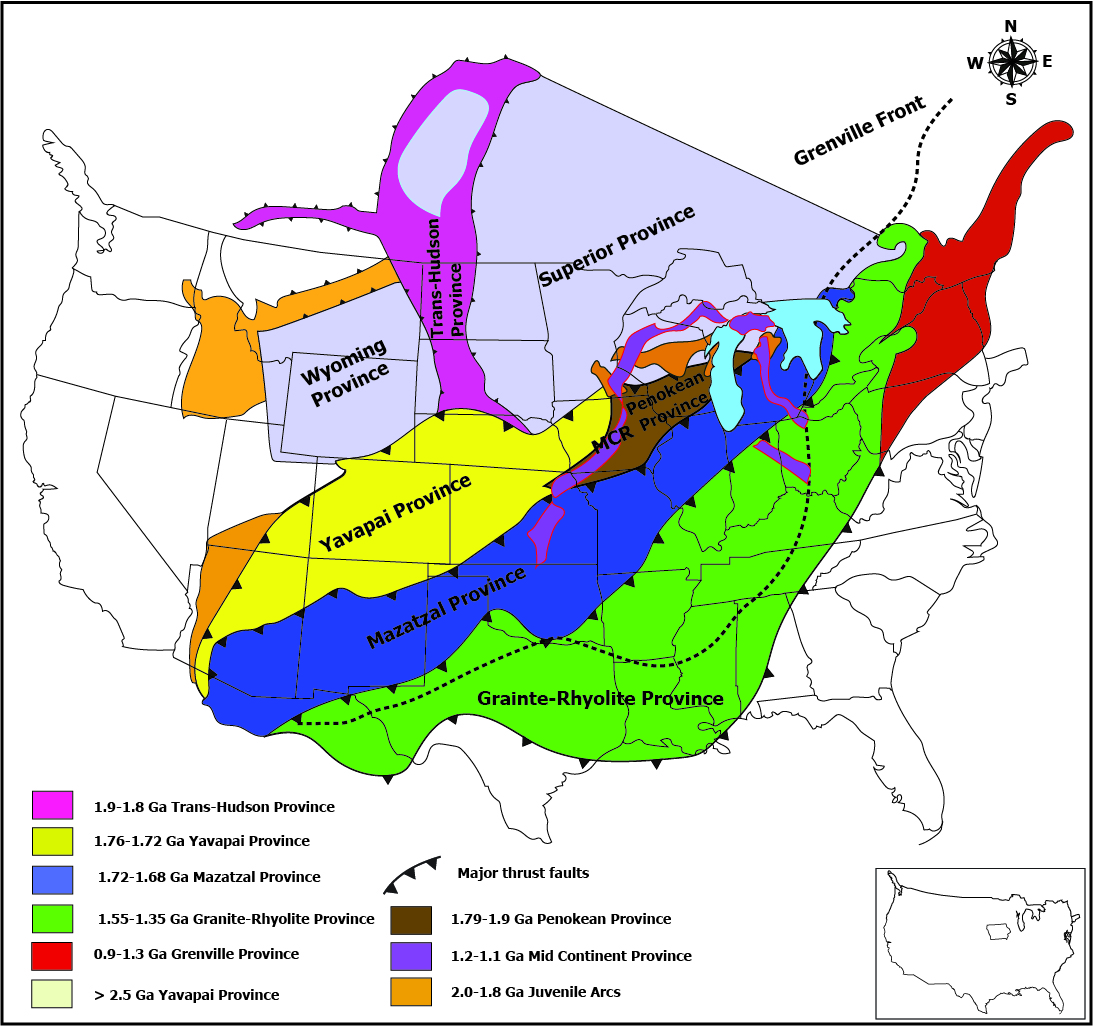 N
W
E
S
Grenville Front
Superior Province
Trans-Hudson
Province
Wyoming
Province
Penokean
Province
MCR
Yavapai Province
Mazatzal Province
Grainte-Rhyolite Province
1.9-1.8 Ga Trans-Hudson Province
1.76-1.72 Ga Yavapai Province
1.72-1.68 Ga Mazatzal Province
1.55-1.35 Ga Granite-Rhyolite Province
0.9-1.3 Ga Grenville Province
> 2.5 Ga Yavapai Province
Major thrust faults
1.79-1.9 Ga Penokean Province
1.2-1.1 Ga Mid Continent Province
2.0-1.8 Ga Juvenile Arcs